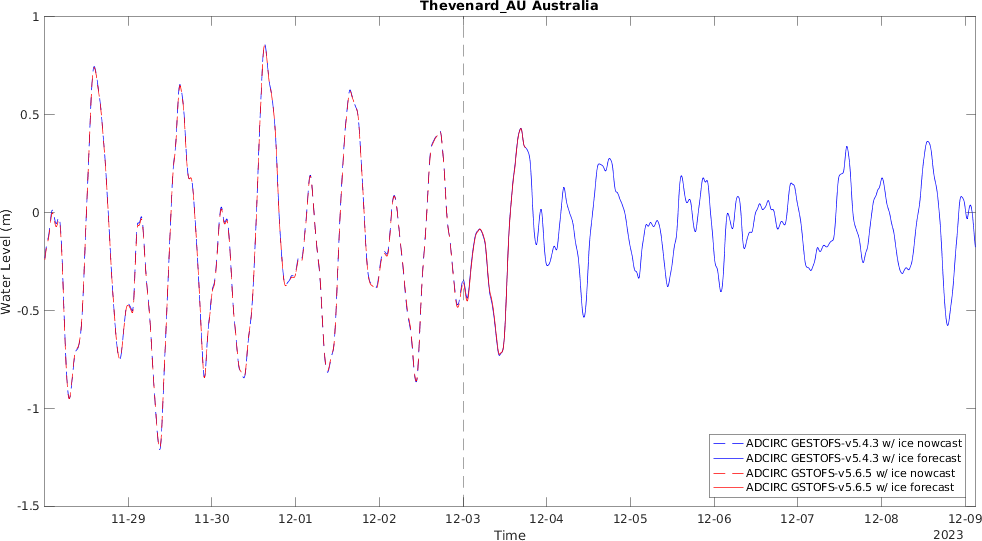 Thevenard_AU Australia
1
0.5
0
-0.5
-1
-1.5
Water Level (m)
11-29 11-30 12-01 12-02 12-03 12-04 12-05 12-06 12-07 12-08 12-09
Time
2023
ADCIRC GESTOFS-v5.4.3 w/ ice nowcast
ADCIRC GESTOFS-v5.4.3 w/ ice forecast
ADCIRC GSTOFS-v5.6.5 w/ ice nowcast
ADCIRC GSTOFS-v5.6.5 w/ ice forecast